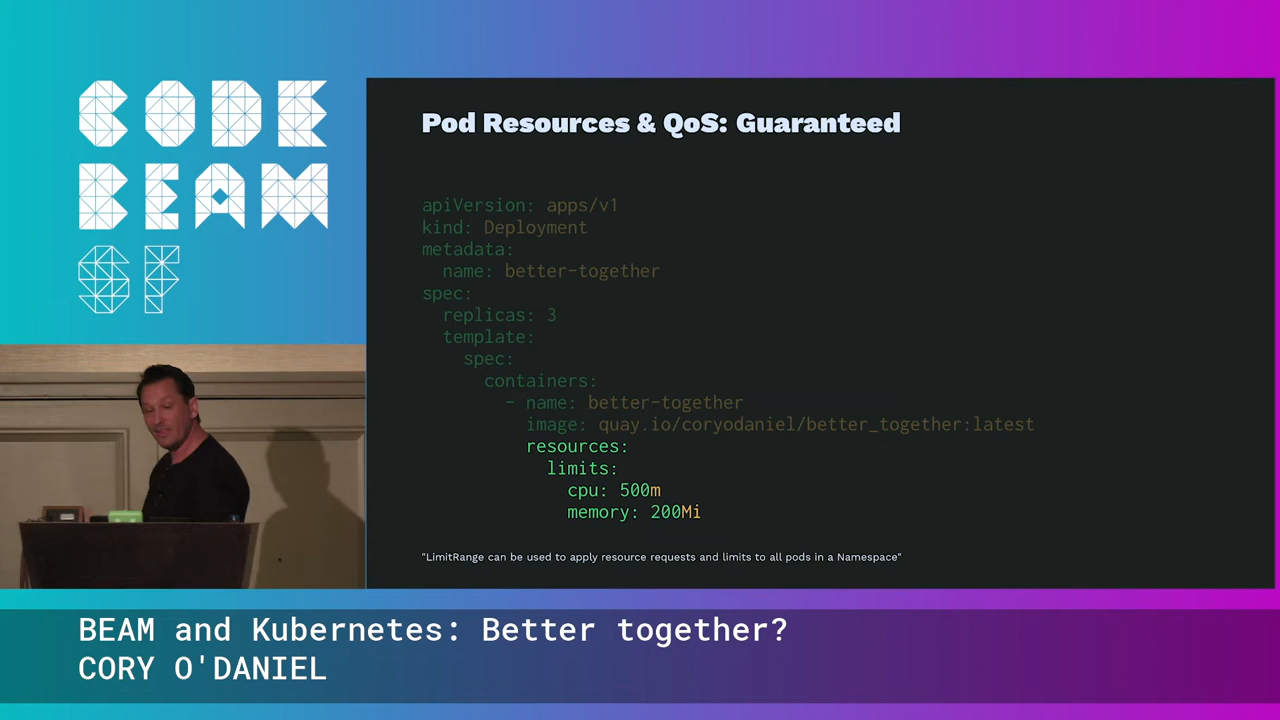 CODE
BEAM
SF
Pod Resources & QoS: Guaranteed
apiVersion: apps/v1
kind: Deployment
metadata:
  name: better-together
spec:
  replicas: 3
  template:
    spec:
      containers:
        - name: better-together
          image: quay.io/coryodaniel/better_together:latest
          resources:
            limits:
              cpu: 500m
              memory: 200Mi
"LimitRange can be used to apply resource requests and limits to all pods in a Namespace"
BEAM and Kubernetes: Better together?
CORY O'DANIEL